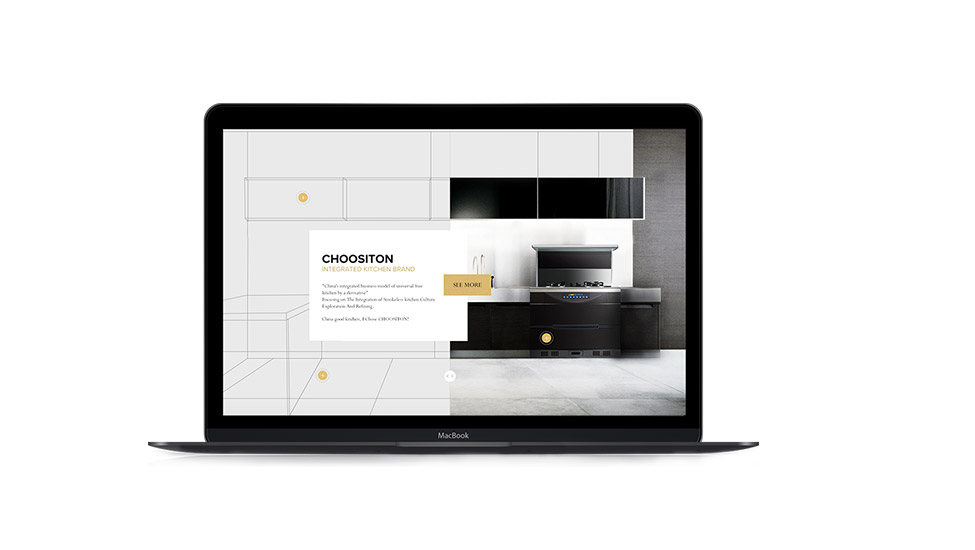 CHOOSITON
INTEGRATED KITCHEN BRAND
"China's integrated business model of universal free
kitchen by a derivative"
Focusing on The Integration of Smokeless kitchen Culture
Exploration And Refining.
China good kitchen, I Chose CHOOSITON!
SEE MORE
MacBook